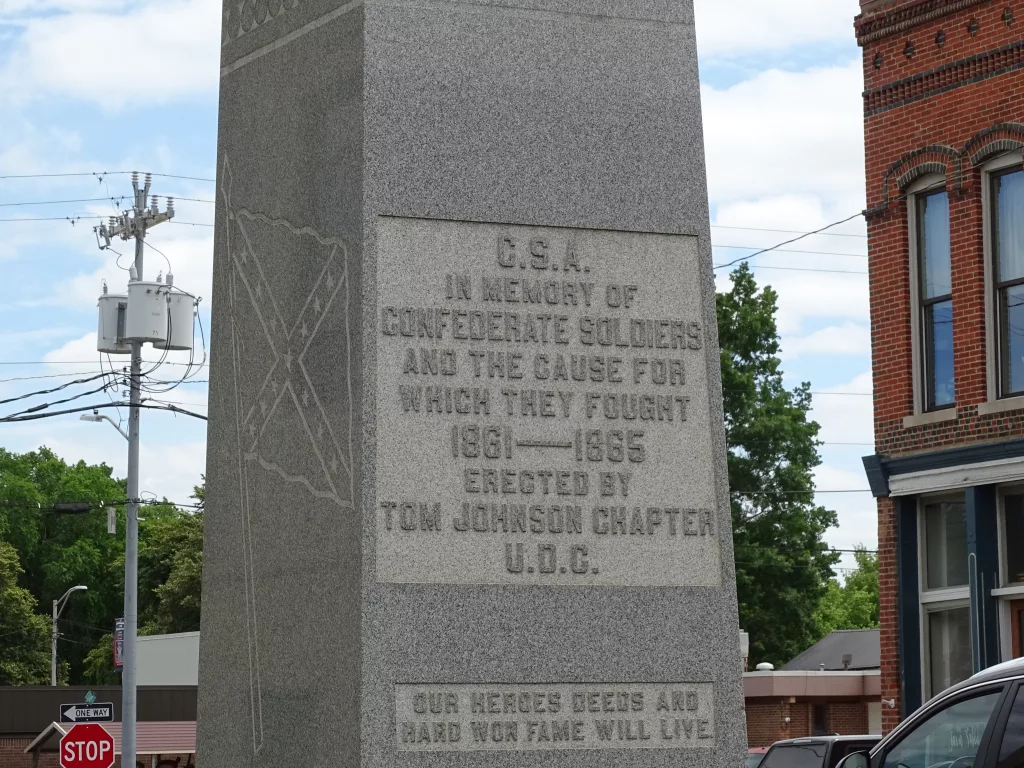 C.S.A.
IN MEMORY OF
CONFEDERATE SOLDIERS
AND THE CAUSE FOR
WHICH THEY FOUGHT
1861—1865
ERECTED BY
TOM JOHNSON CHAPTER
U.D.C.
OUR HEROES DEEDS AND
HARD WON FAME WILL LIVE.
ONE WAY
STOP